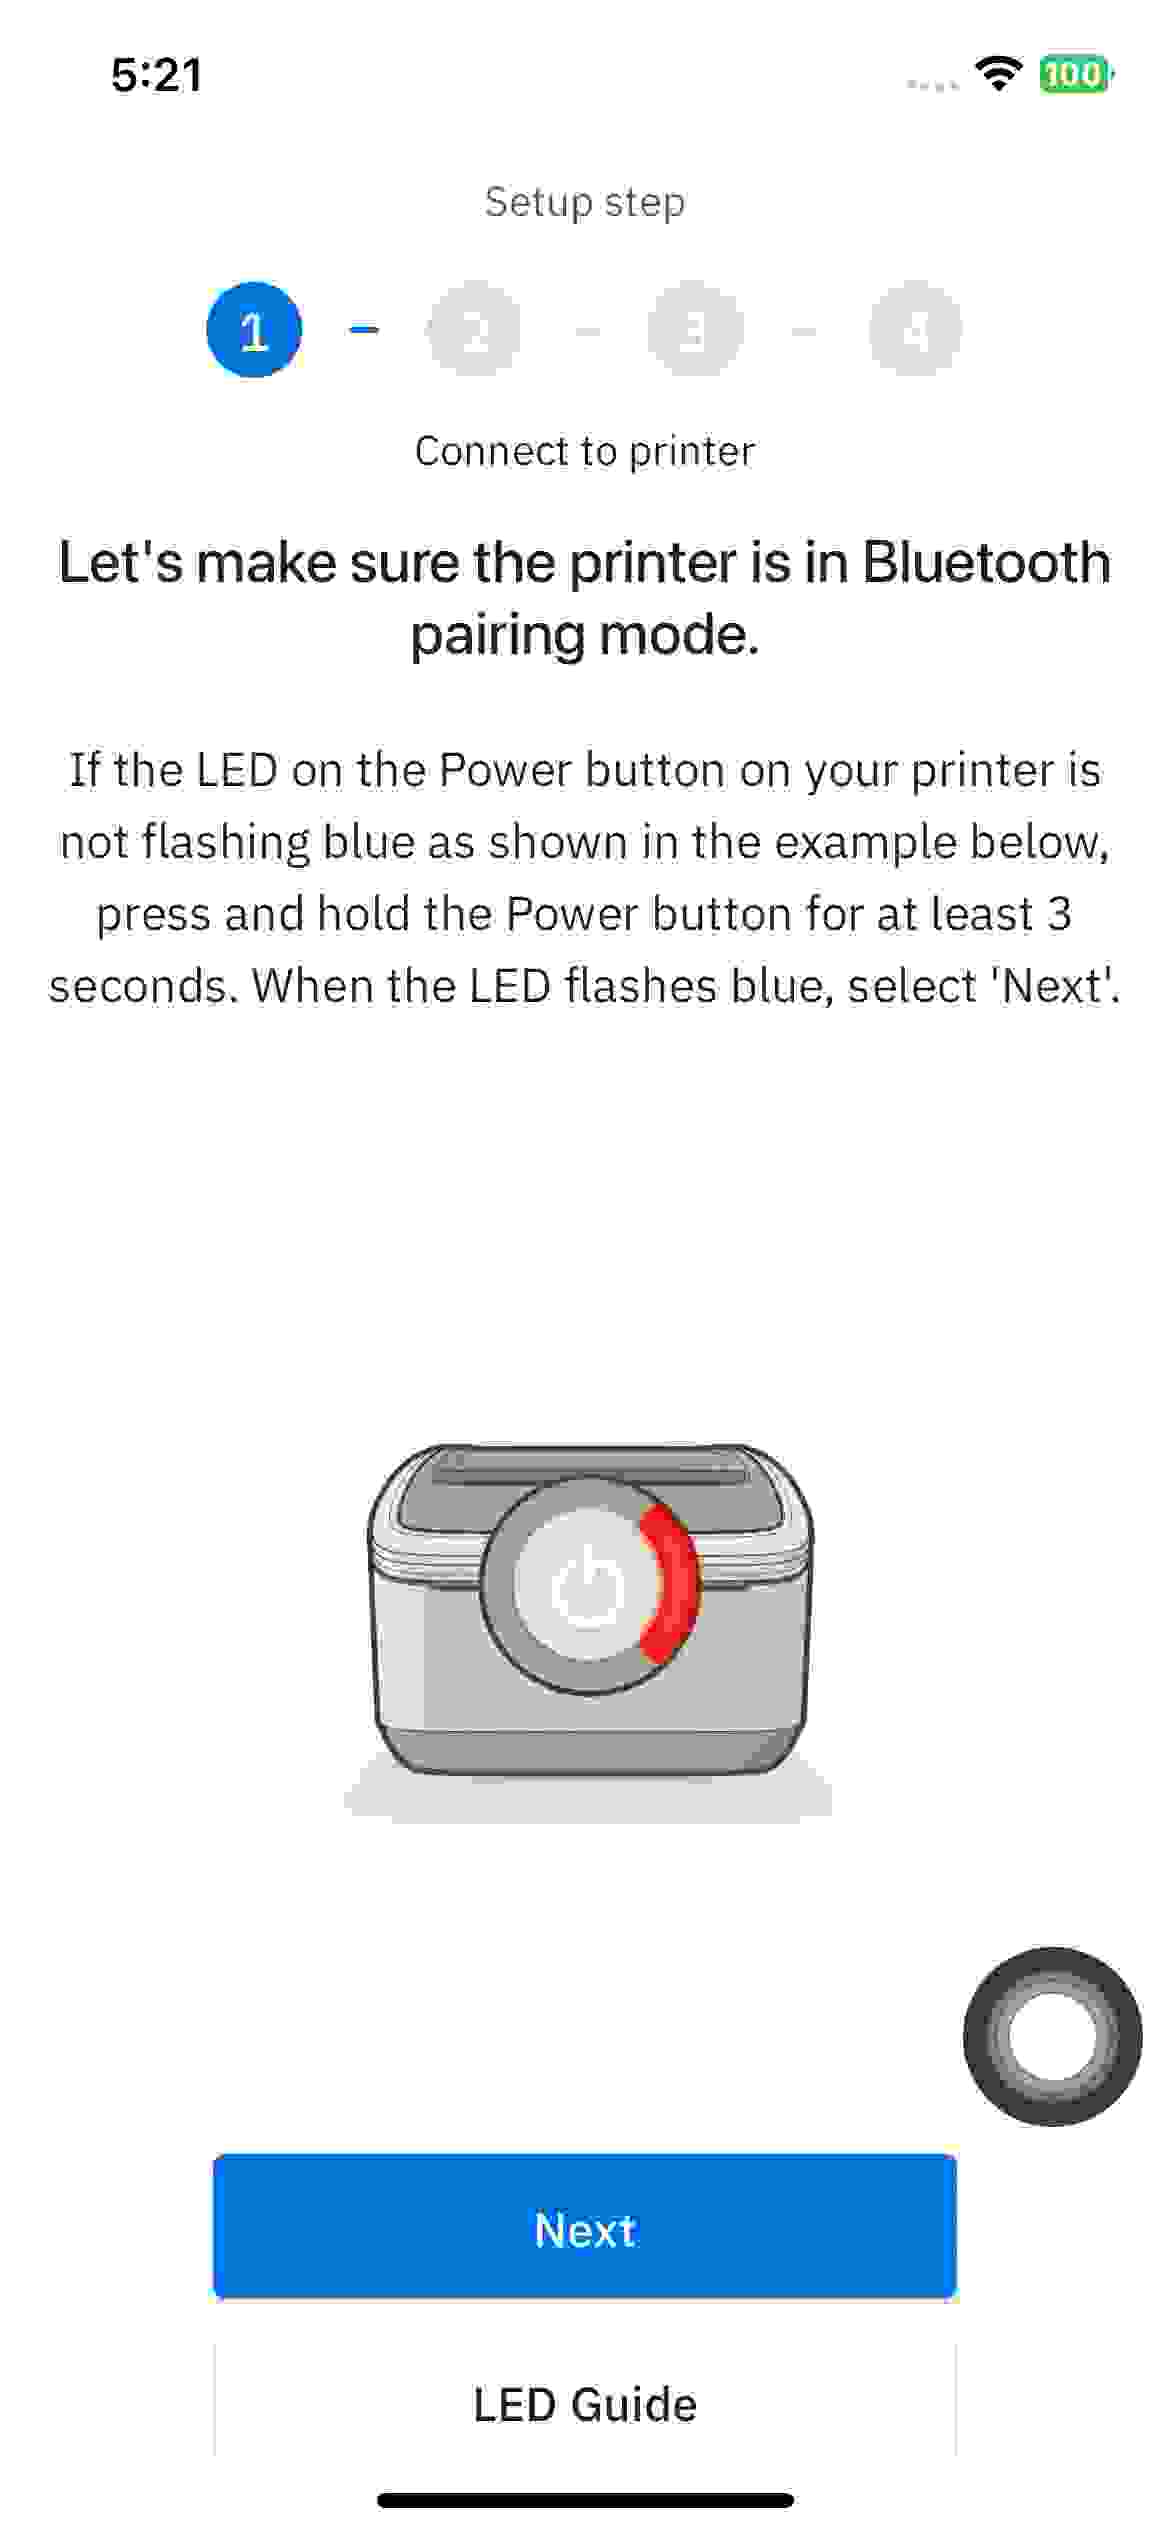 5:21
100
Setup step
1
2
3
4
Connect to printer
Let's make sure the printer is in Bluetooth
pairing mode.
If the LED on the Power button on your printer is
not flashing blue as shown in the example below,
press and hold the Power button for at least 3
seconds. When the LED flashes blue, select 'Next'.
Next
LED Guide